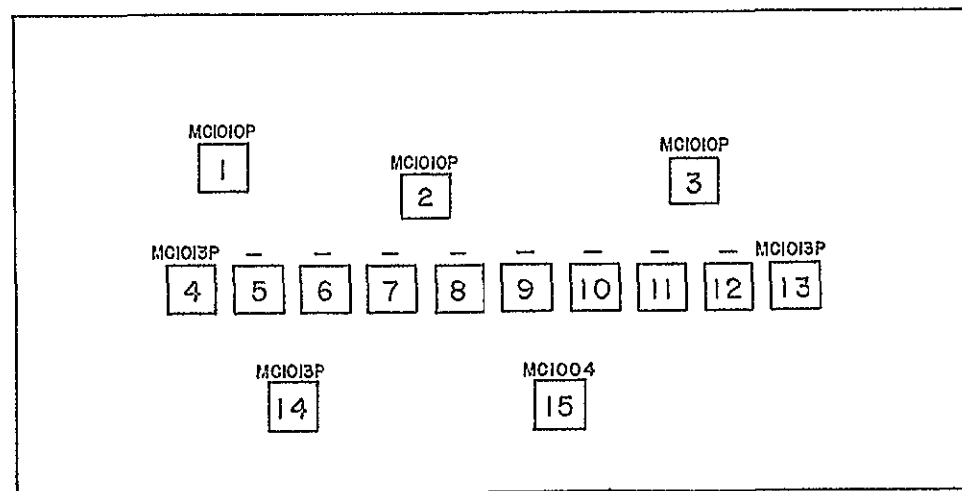 MC1010P
1
MC1010P
2
MC1010P
3
MC1013P – – – – – – – – MC1013P
4 5 6 7 8 9 10 11 12 13
MC1013P
14
MC1004
15